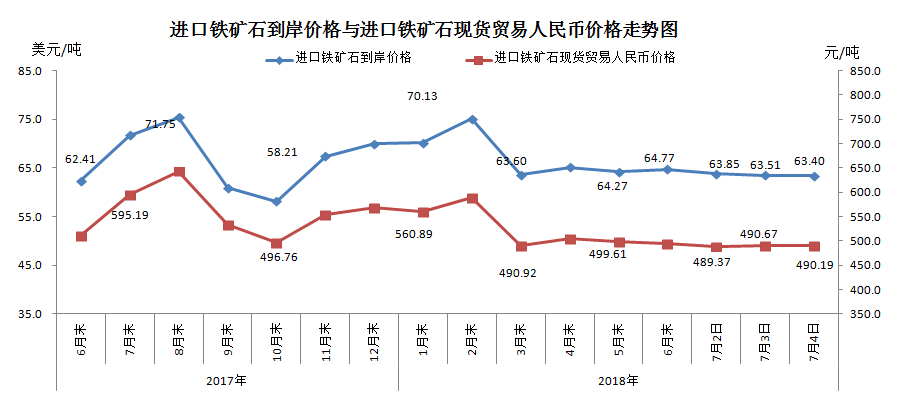 进口铁矿石到岸价格与进口铁矿石现货贸易人民币价格走势图
美元/吨
元/吨
进口铁矿石到岸价格
进口铁矿石现货贸易人民币价格
85.0
75.0
65.0
55.0
45.0
35.0
850.0
800.0
750.0
700.0
650.0
600.0
550.0
500.0
450.0
400.0
350.0
62.41
71.75
58.21
70.13
63.60
64.27
64.77
63.85
63.51
63.40
595.19
496.76
560.89
490.92
499.61
489.37
490.67
490.19
6月末
7月末
8月末
9月末
10月末
11月末
12月末
1月末
2月末
3月末
4月末
5月末
6月末
7月2日
7月3日
7月4日
2017年
2018年